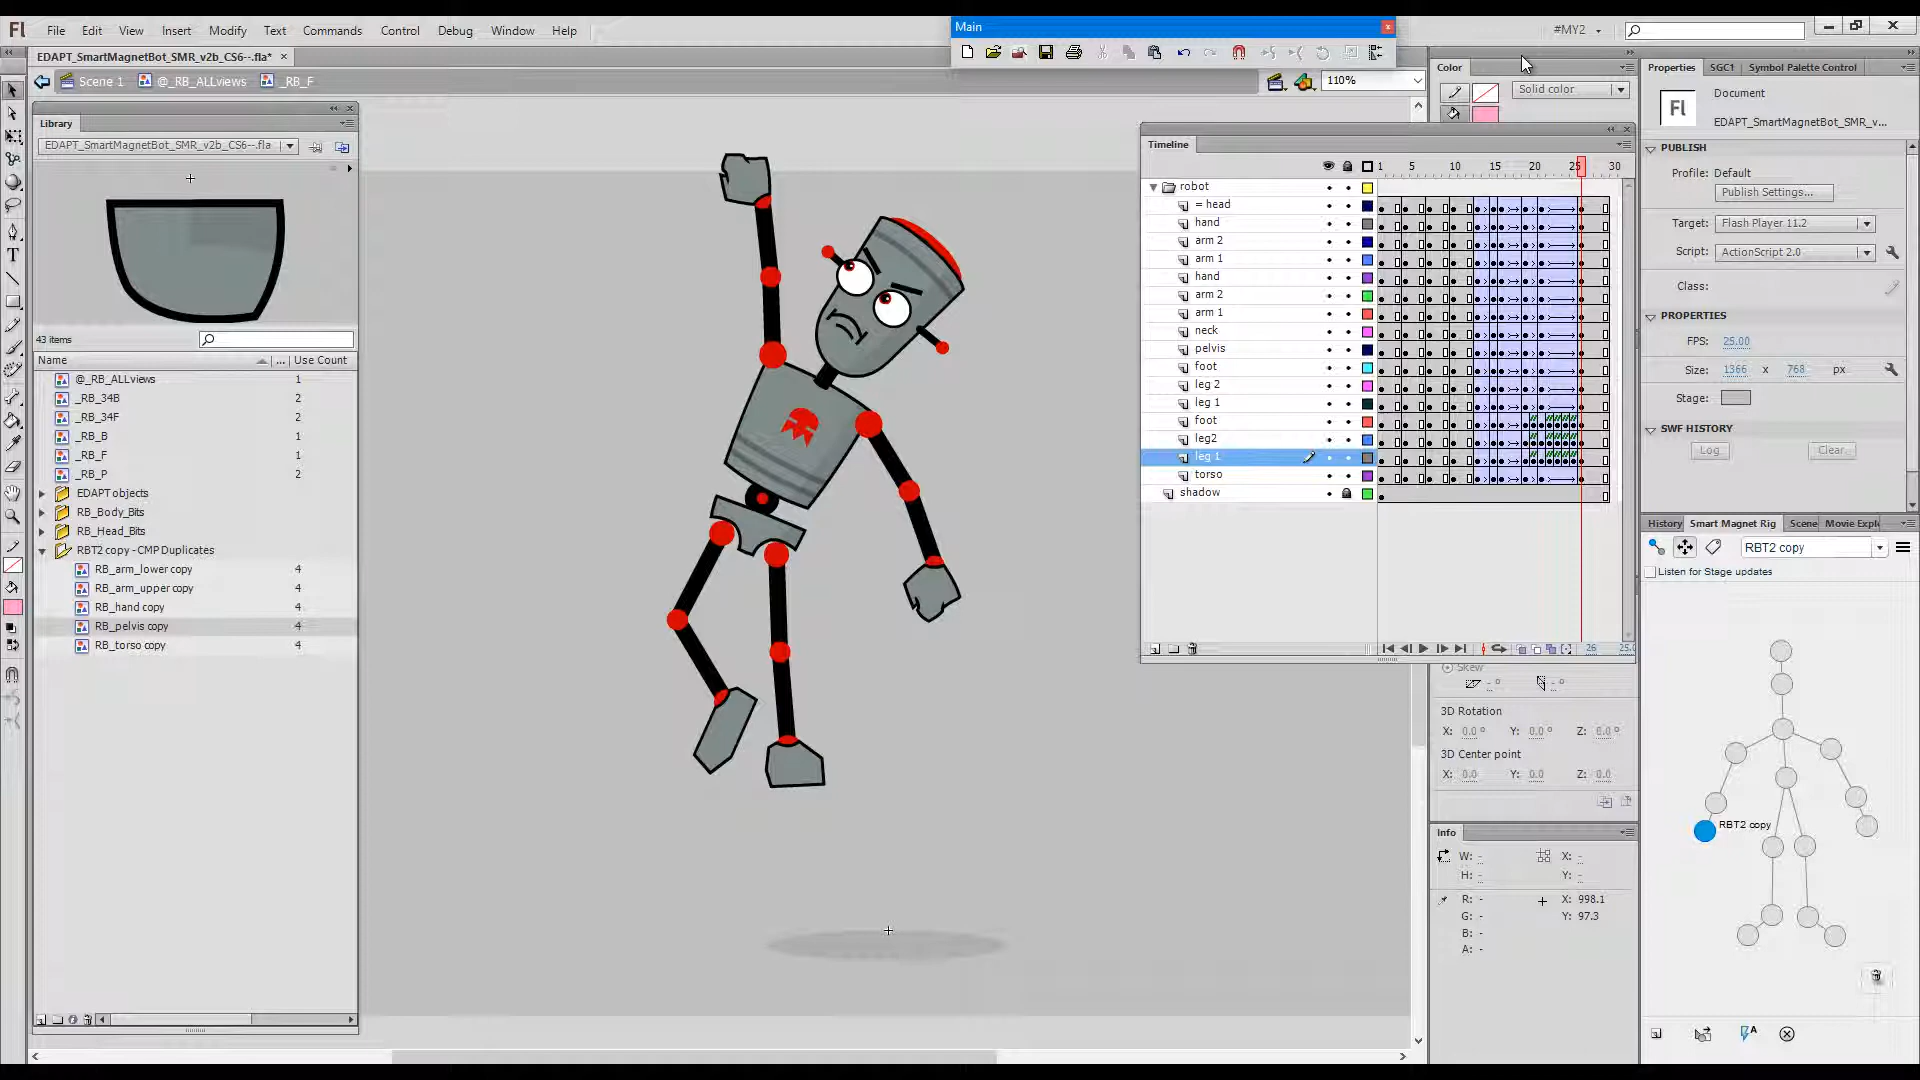 Main
Fl File Edit View Insert Modify Text Commands Control Debug Window Help
#MY2
EDAPT_SmartMagnetBot_SMR_v2b_CS6--.fla* ×
Scene 1 @_RB_ALLviews _RB_F
110%
Library
EDAPT_SmartMagnetBot_SMR_v2b_CS6--.fla
43 items
Name ... Use Count
@_RB_ALLviews 1
_RB_34B 2
_RB_34F 2
_RB_B 1
_RB_F 1
_RB_P 2
EDAPT objects
RB_Body_Bits
RB_Head_Bits
RBT2 copy - CMP Duplicates
RB_arm_lower copy 4
RB_arm_upper copy 4
RB_hand copy 4
RB_pelvis copy 4
RB_torso copy 4
Color
Solid color
Timeline
1 5 10 15 20 25 30
robot
= head
hand
arm 2
arm 1
hand
arm 2
arm 1
neck
pelvis
foot
leg 2
leg 1
foot
leg2
leg 1
torso
shadow
26
Skew
- ° - °
3D Rotation
X: 0.0 ° Y: 0.0 ° Z: 0.0 °
3D Center point
X: 0.0 Y: 0.0 Z: 0.0
Info
W: - X: -
H: - Y: -
R: - X: 998.1
G: - Y: 97.3
B: -
A: -
Properties SGC1 Symbol Palette Control
Document
Fl
EDAPT_SmartMagnetBot_SMR_v...
PUBLISH
Profile: Default
Publish Settings...
Target: Flash Player 11.2
Script: ActionScript 2.0
Class:
PROPERTIES
FPS: 25.00
Size: 1366 x 768 px
Stage:
SWF HISTORY
Log Clear
History Smart Magnet Rig Scene Movie Expl
RBT2 copy
Listen for Stage updates
RBT2 copy